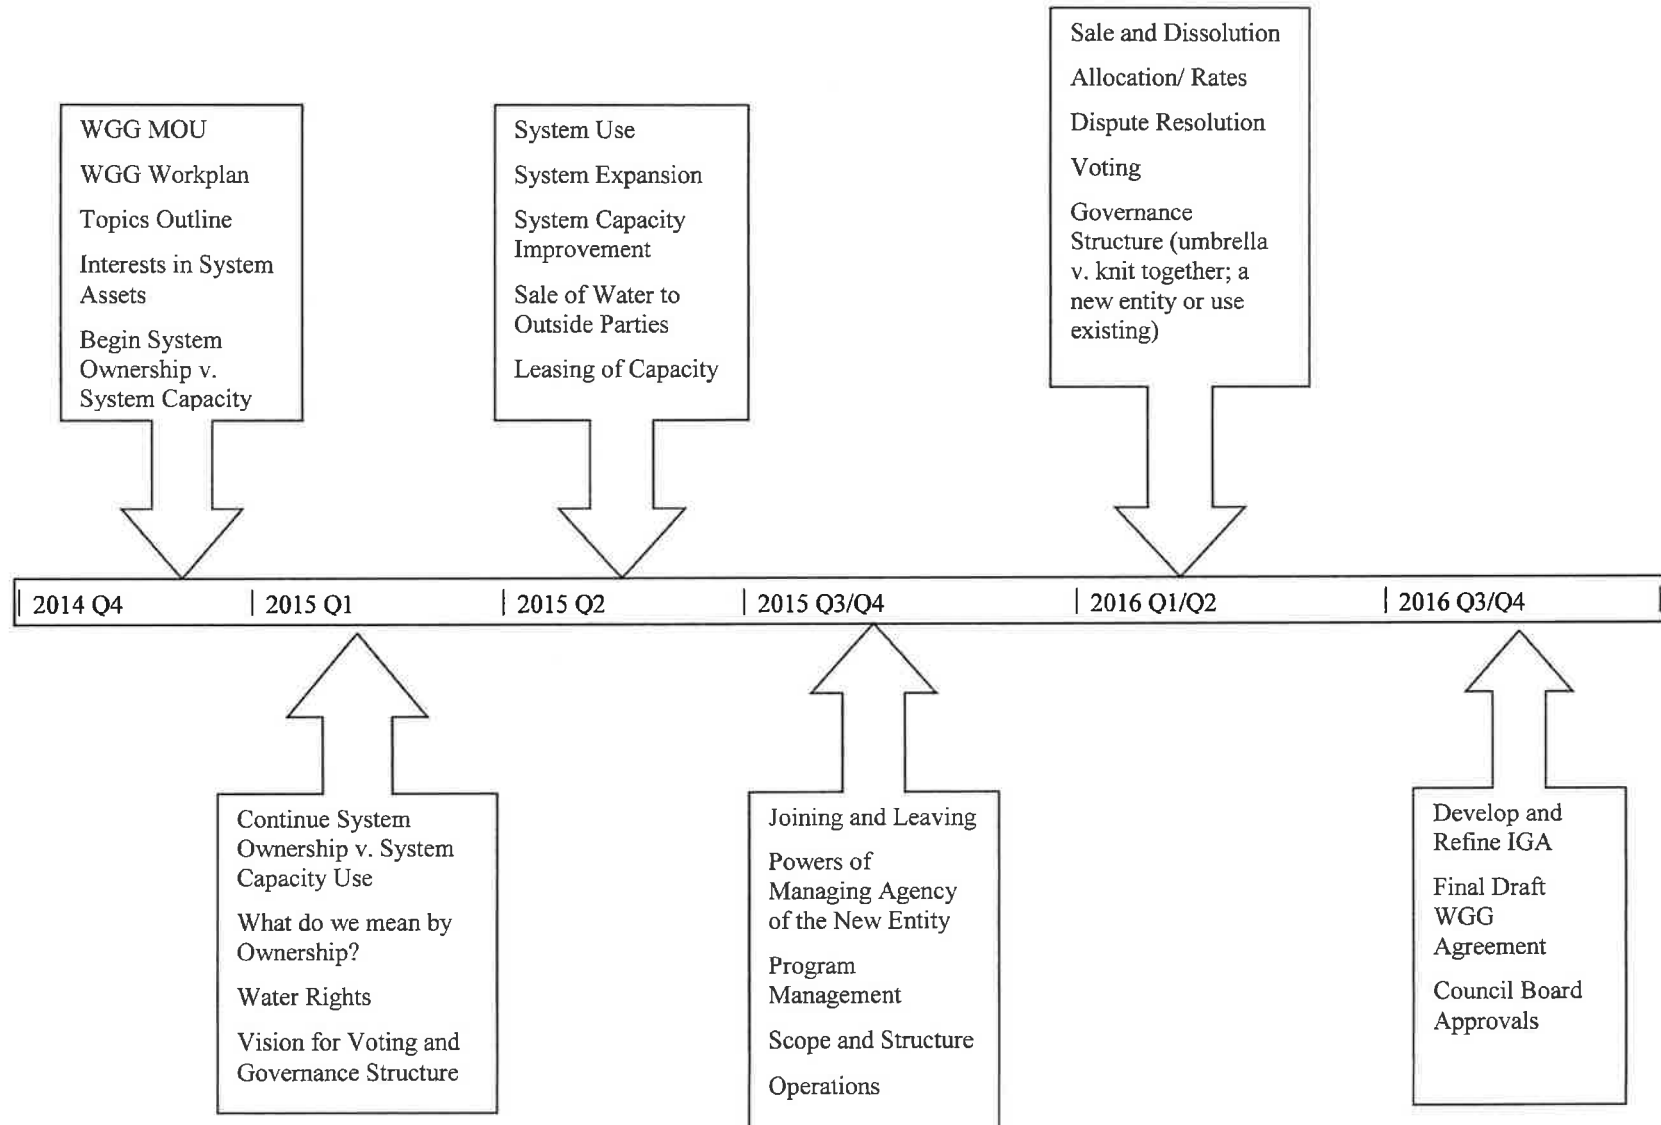 WGG MOU
WGG Workplan
Topics Outline
Interests in System
Assets
Begin System
Ownership v.
System Capacity
System Use
System Expansion
System Capacity
Improvement
Sale of Water to
Outside Parties
Leasing of Capacity
Sale and Dissolution
Allocation/ Rates
Dispute Resolution
Voting
Governance
Structure (umbrella
v. knit together; a
new entity or use
existing)
2014 Q4
2015 Q1
2015 Q2
2015 Q3/Q4
2016 Q1/Q2
2016 Q3/Q4
Continue System
Ownership v. System
Capacity Use
What do we mean by
Ownership?
Water Rights
Vision for Voting and
Governance Structure
Joining and Leaving
Powers of
Managing Agency
of the New Entity
Program
Management
Scope and Structure
Operations
Develop and
Refine IGA
Final Draft
WGG
Agreement
Council Board
Approvals